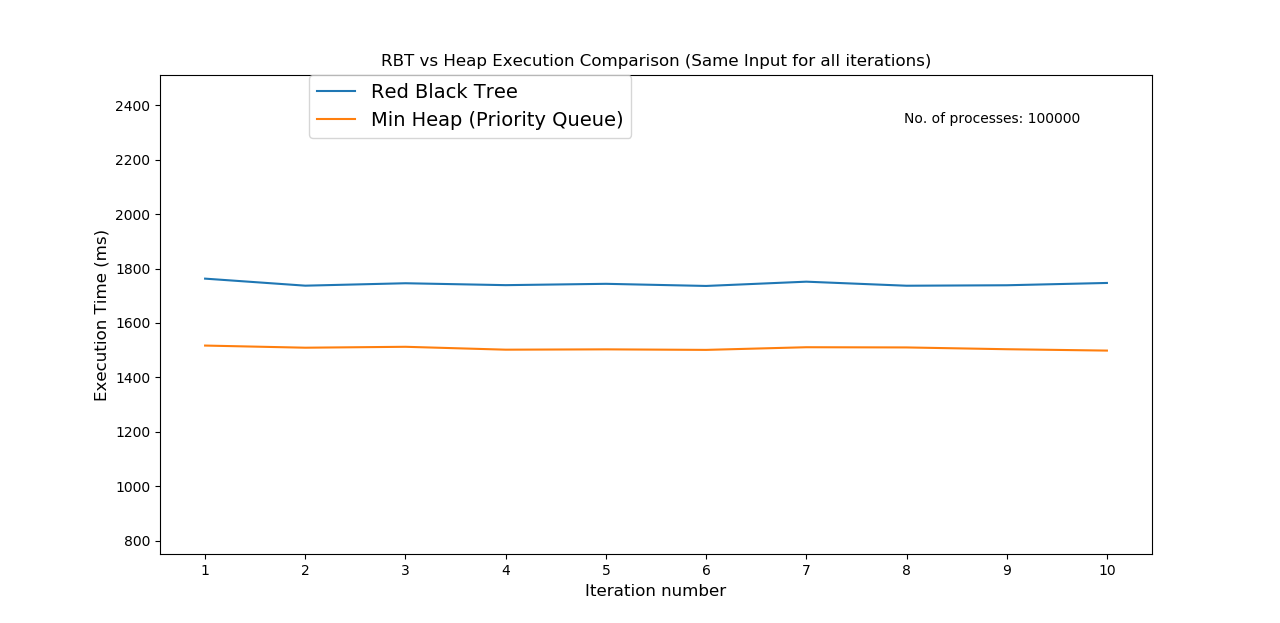 RBT vs Heap Execution Comparison (Same Input for all iterations)
Red Black Tree
Min Heap (Priority Queue)
No. of processes: 100000
Execution Time (ms)
2400
2200
2000
1800
1600
1400
1200
1000
800
1 2 3 4 5 6 7 8 9 10
Iteration number